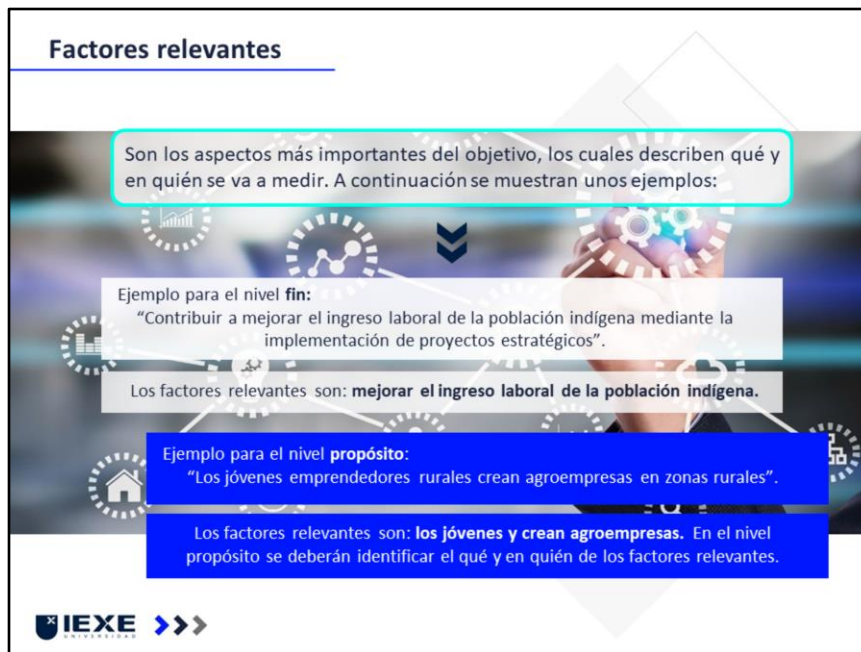 Factores relevantes
Son los aspectos más importantes del objetivo, los cuales describen qué y
en quién se va a medir. A continuación se muestran unos ejemplos:
Ejemplo para el nivel fin:
“Contribuir a mejorar el ingreso laboral de la población indígena mediante la
implementación de proyectos estratégicos”.
Los factores relevantes son: mejorar el ingreso laboral de la población indígena.
Ejemplo para el nivel propósito:
“Los jóvenes emprendedores rurales crean agroempresas en zonas rurales”.
Los factores relevantes son: los jóvenes y crean agroempresas. En el nivel
propósito se deberán identificar el qué y en quién de los factores relevantes.
IEXE
UNIVERSIDAD